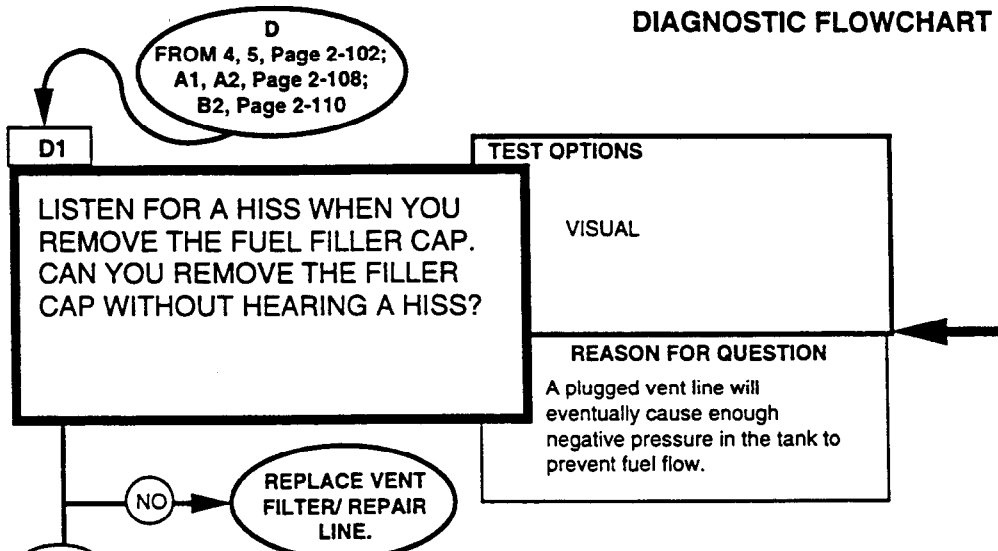 DIAGNOSTIC FLOWCHART
D
FROM 4, 5, Page 2-102;
A1, A2, Page 2-108;
B2, Page 2-110
D1
LISTEN FOR A HISS WHEN YOU
REMOVE THE FUEL FILLER CAP.
CAN YOU REMOVE THE FILLER
CAP WITHOUT HEARING A HISS?
TEST OPTIONS
VISUAL
REASON FOR QUESTION
A plugged vent line will
eventually cause enough
negative pressure in the tank to
prevent fuel flow.
NO
REPLACE VENT
FILTER/ REPAIR
LINE.